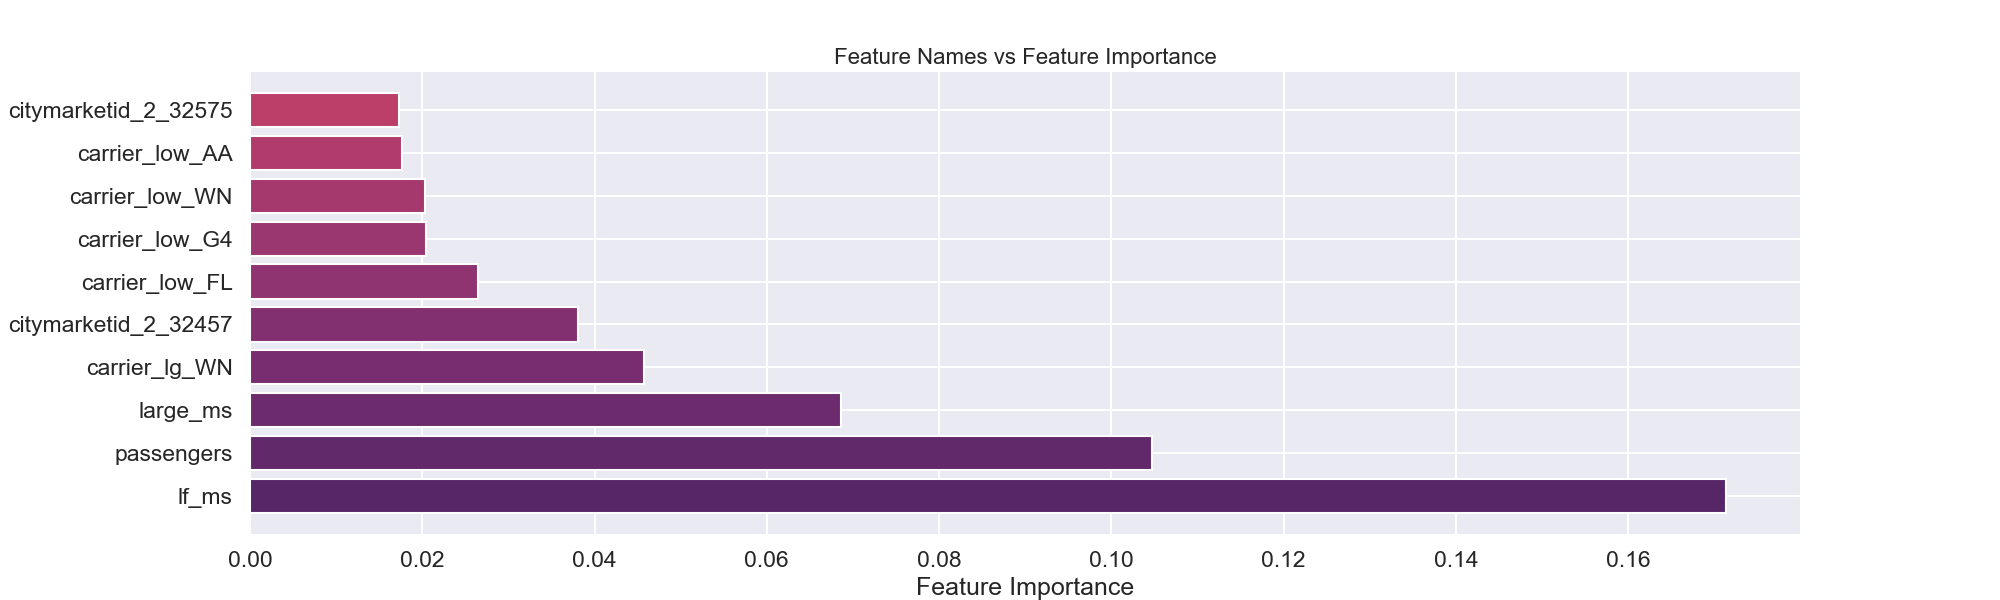 Feature Names vs Feature Importance
citymarketid_2_32575
carrier_low_AA
carrier_low_WN
carrier_low_G4
carrier_low_FL
citymarketid_2_32457
carrier_lg_WN
large_ms
passengers
lf_ms
0.00 0.02 0.04 0.06 0.08 0.10 0.12 0.14 0.16
Feature Importance